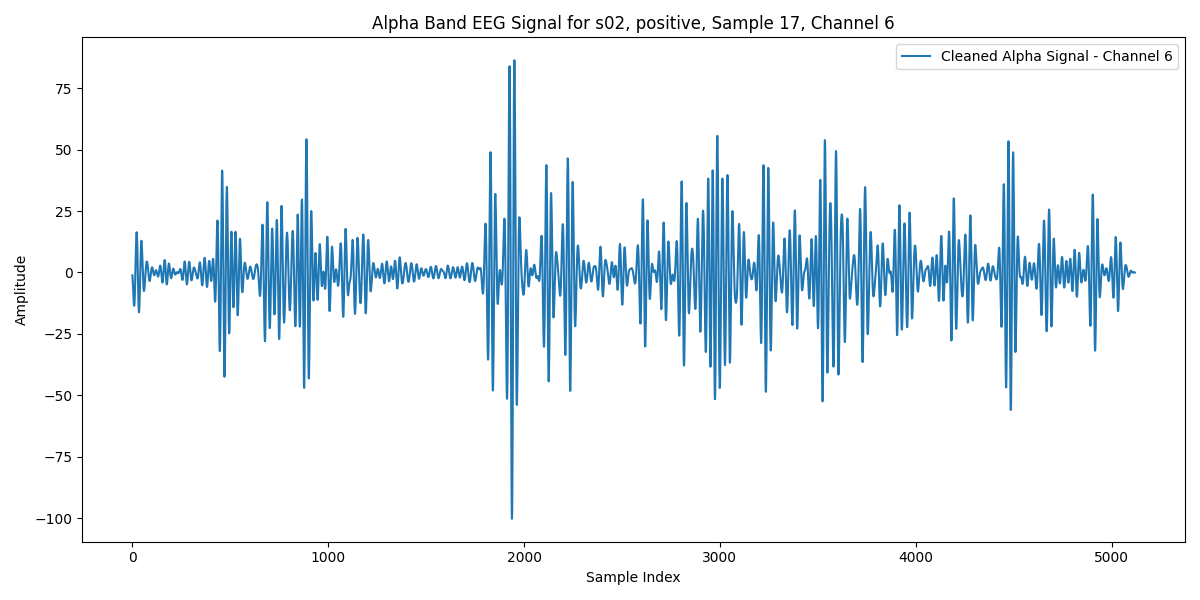 Alpha Band EEG Signal for s02, positive, Sample 17, Channel 6
Cleaned Alpha Signal - Channel 6
Amplitude
75
50
25
0
−25
−50
−75
−100
0 1000 2000 3000 4000 5000
Sample Index